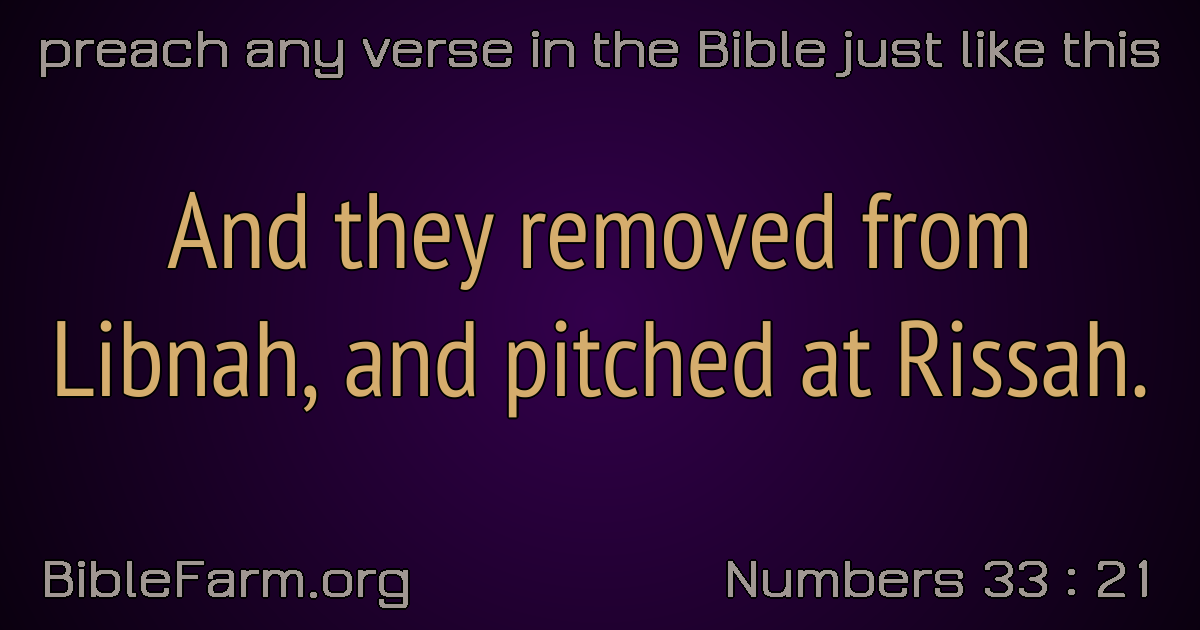 preach any verse in the Bible just like this
And they removed from
Libnah, and pitched at Rissah.
BibleFarm.org
Numbers 33 : 21